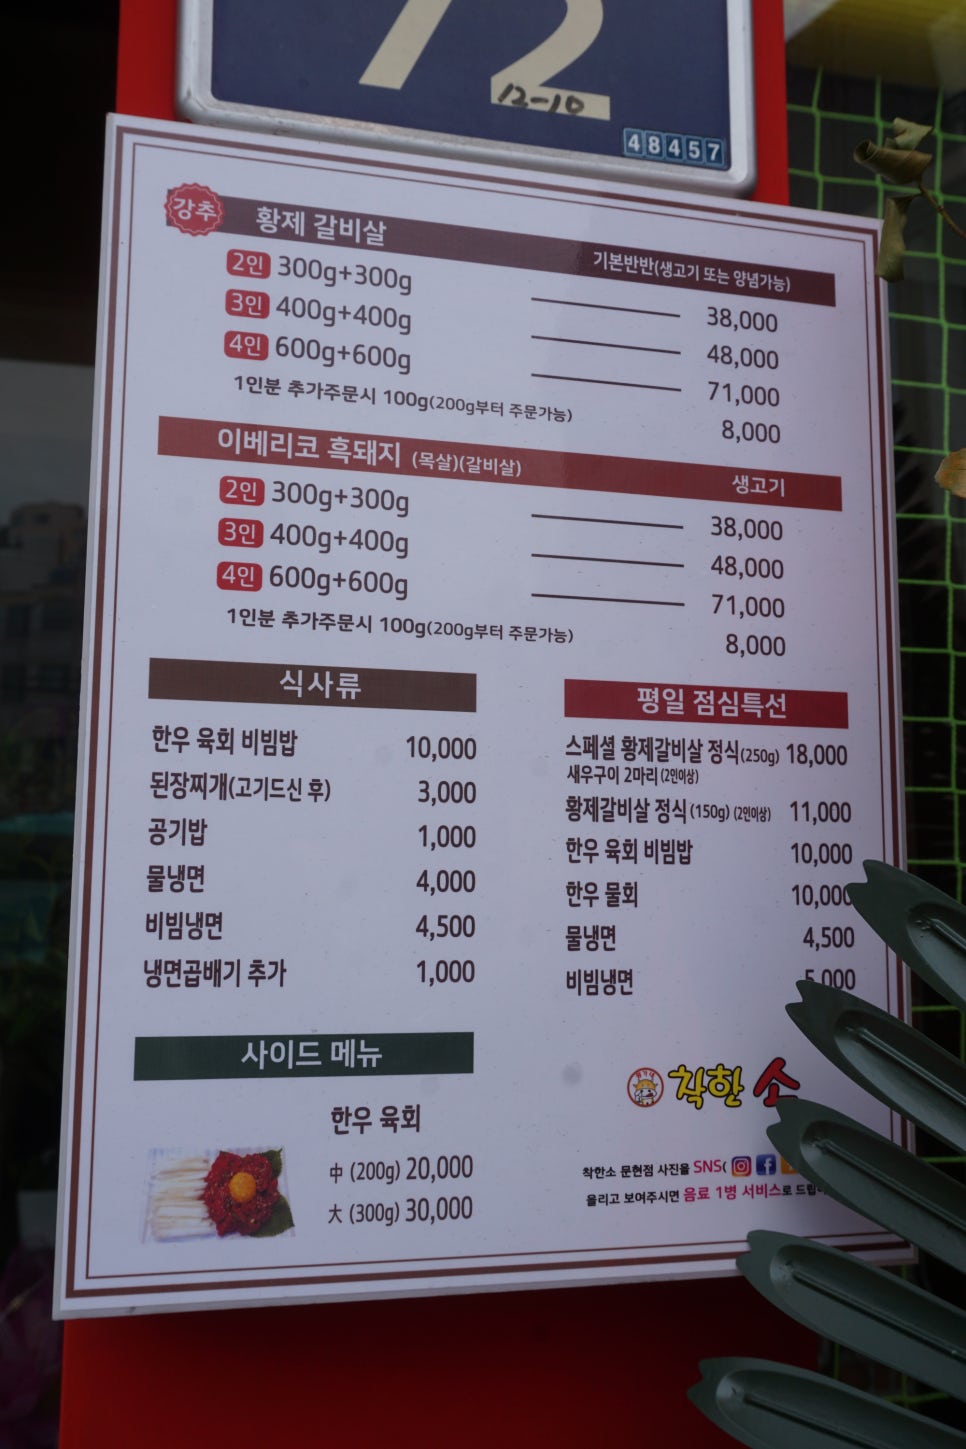 72
12-10
48457
강추 황제 갈비살 기본반반(생고기 또는 양념가능)
2인 300g+300g 38,000
3인 400g+400g 48,000
4인 600g+600g 71,000
1인분 추가주문시 100g(200g부터 주문가능) 8,000
이베리코 흑돼지 (목살)(갈비살) 생고기
2인 300g+300g 38,000
3인 400g+400g 48,000
4인 600g+600g 71,000
1인분 추가주문시 100g(200g부터 주문가능) 8,000
식사류
한우 육회 비빔밥 10,000
된장찌개(고기드신 후) 3,000
공기밥 1,000
물냉면 4,000
비빔냉면 4,500
냉면곱배기 추가 1,000
평일 점심특선
스페셜 황제갈비살 정식(250g) 18,000
새우구이 2마리 (2인이상)
황제갈비살 정식 (150g) (2인이상) 11,000
한우 육회 비빔밥 10,000
한우 물회 10,000
물냉면 4,500
비빔냉면 5,000
사이드 메뉴
한우 육회
中 (200g) 20,000
大 (300g) 30,000
착한 소
착한소 문현점 사진을 SNS(
올리고 보여주시면 음료 1병 서비스로